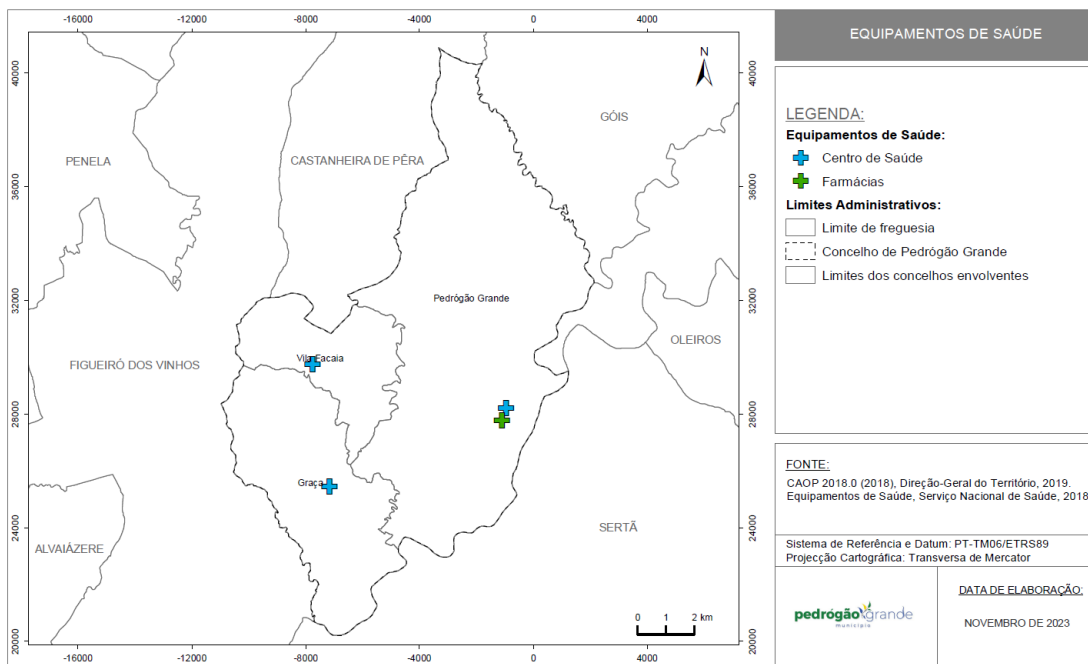 -16000 -12000 -8000 -4000 0 4000
EQUIPAMENTOS DE SAÚDE
40000
36000
32000
28000
24000
20000
40000
36000
32000
28000
24000
20000
N
GÓIS
PENELA
CASTANHEIRA DE PÊRA
Pedrógão Grande
OLEIROS
Vila Facaia
FIGUEIRÓ DOS VINHOS
Graça
SERTÃ
ALVAIÁZERE
0 1 2 km
-16000 -12000 -8000 -4000 0 4000
LEGENDA:
Equipamentos de Saúde:
Centro de Saúde
Farmácias
Limites Administrativos:
Limite de freguesia
Concelho de Pedrógão Grande
Limites dos concelhos envolventes
FONTE:
CAOP 2018.0 (2018), Direção-Geral do Território, 2019.
Equipamentos de Saúde, Serviço Nacional de Saúde, 2018
Sistema de Referência e Datum: PT-TM06/ETRS89
Projecção Cartográfica: Transversa de Mercator
pedrógão grande
município
DATA DE ELABORAÇÃO:
NOVEMBRO DE 2023